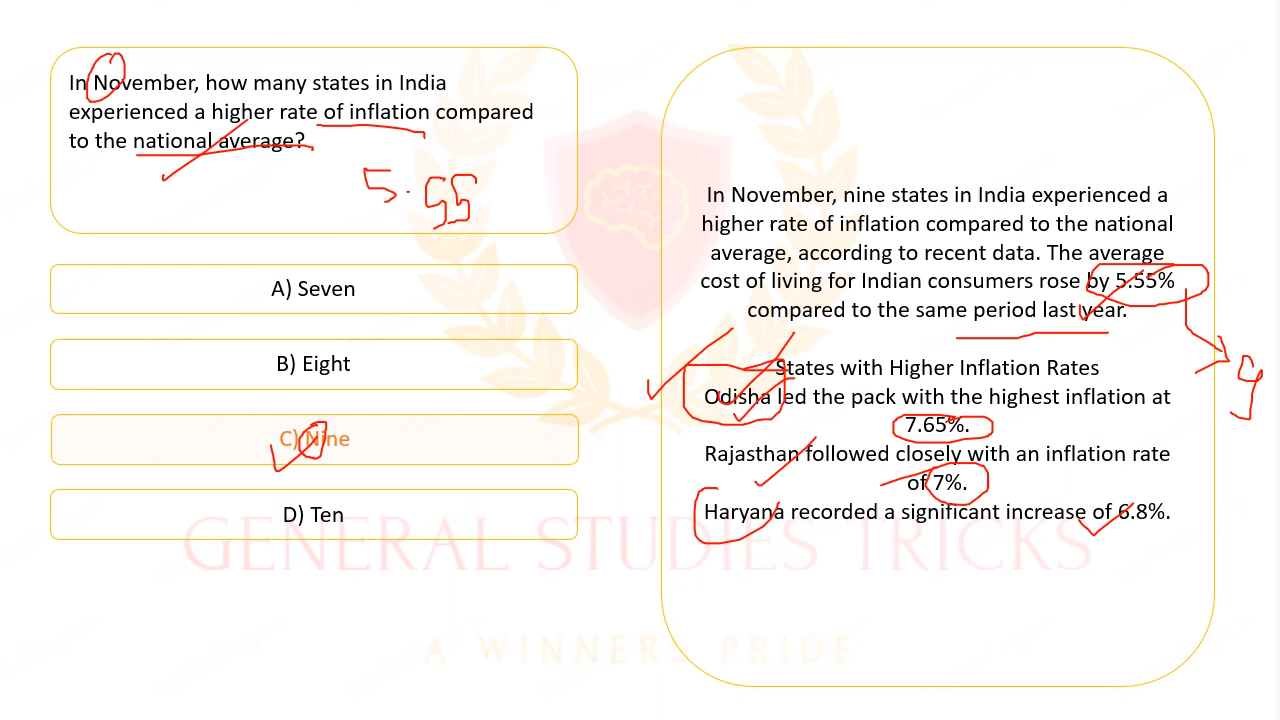 In November, how many states in India
experienced a higher rate of inflation compared
to the national average?
5.55
A) Seven
B) Eight
C) Nine
D) Ten
In November, nine states in India experienced a
higher rate of inflation compared to the national
average, according to recent data. The average
cost of living for Indian consumers rose by 5.55%
compared to the same period last year.
9
States with Higher Inflation Rates
Odisha led the pack with the highest inflation at
7.65%.
Rajasthan followed closely with an inflation rate
of 7%.
Haryana recorded a significant increase of 6.8%.
GENERAL STUDIES TRICKS
A WINNERS PRIDE